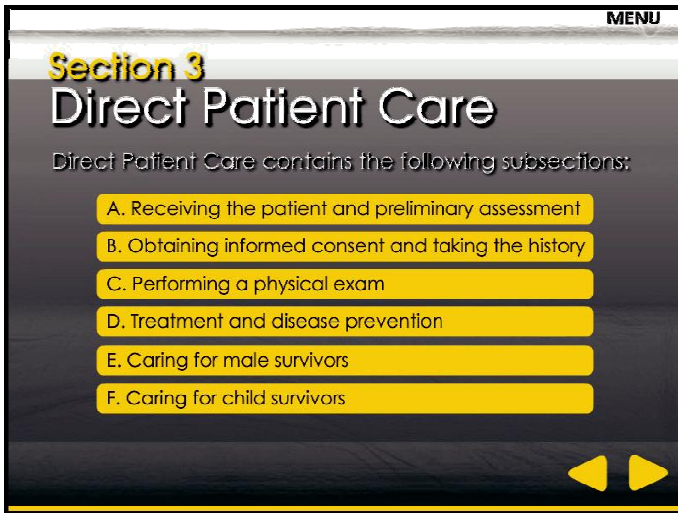 MENU
Section 3
Direct Patient Care
Direct Patient Care contains the following subsections:
A. Receiving the patient and preliminary assessment
B. Obtaining informed consent and taking the history
C. Performing a physical exam
D. Treatment and disease prevention
E. Caring for male survivors
F. Caring for child survivors